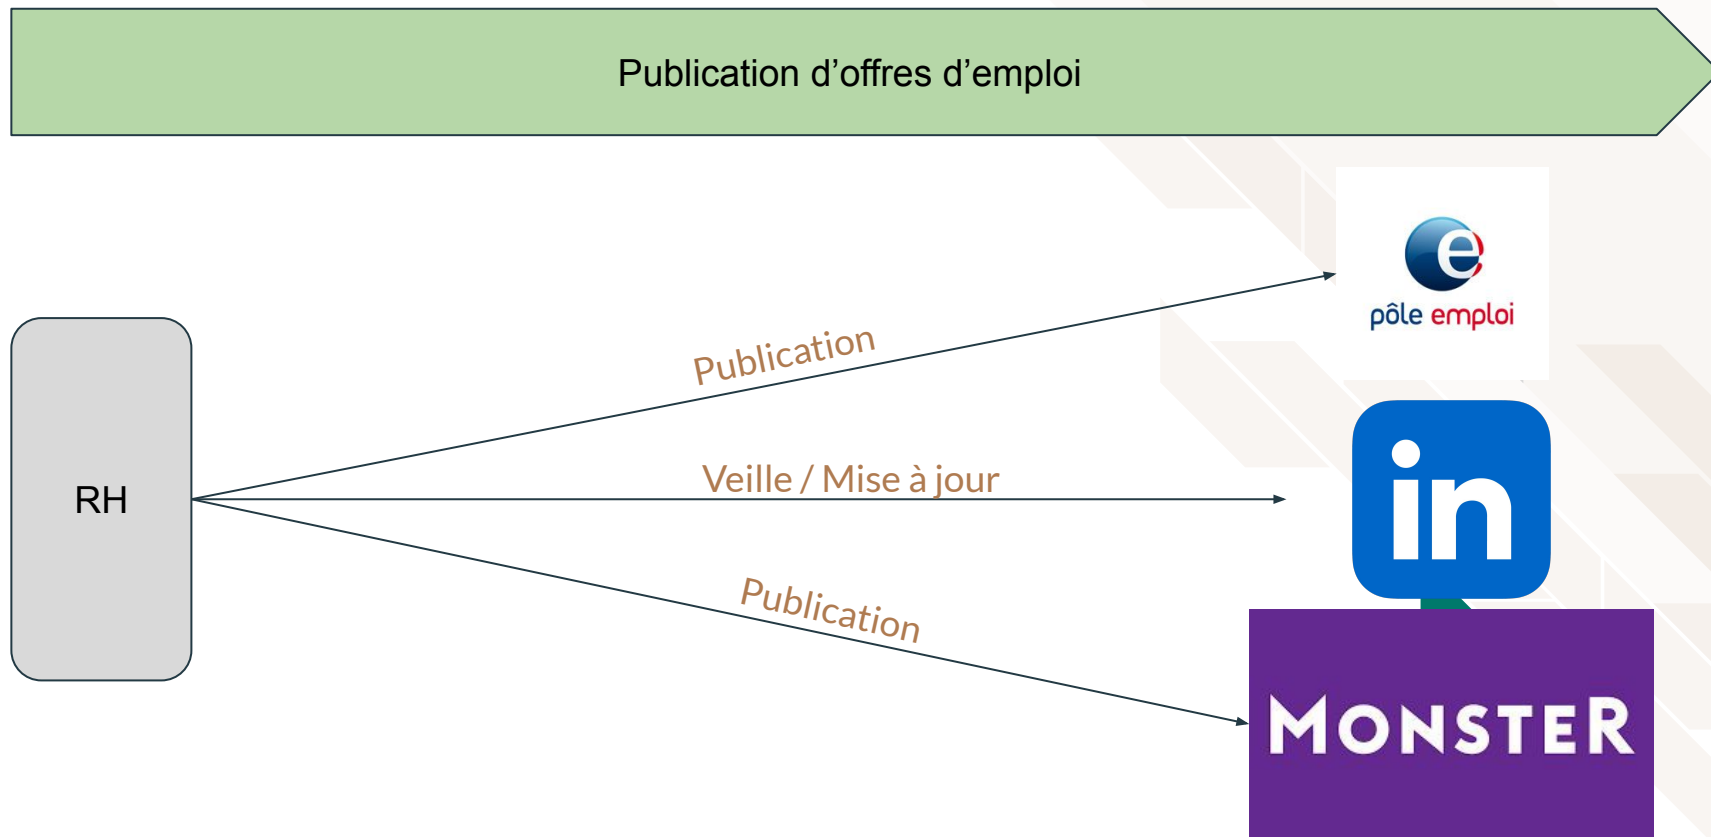 Publication d’offres d’emploi
e
pôle emploi
Publication
in
Veille / Mise à jour
RH
Publication
MONSTER